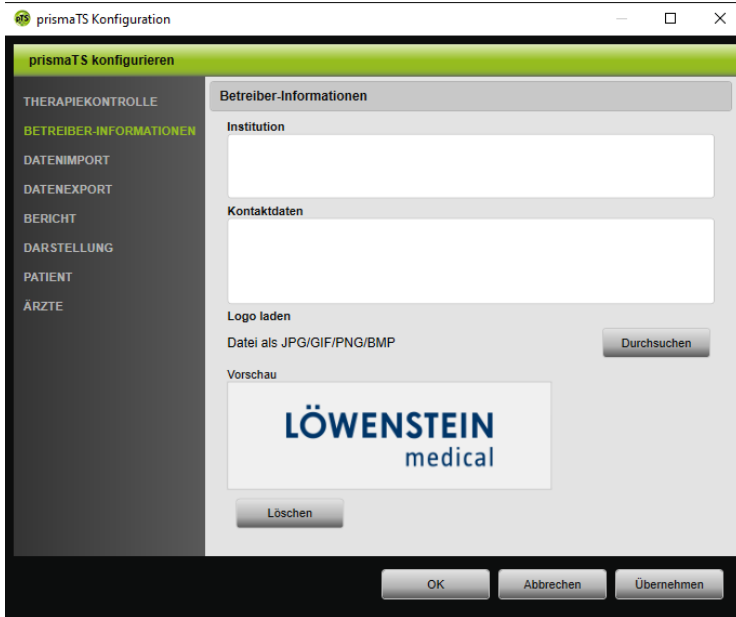 pTS prismaTS Konfiguration
prismaTS konfigurieren
THERAPIEKONTROLLE
BETREIBER-INFORMATIONEN
DATENIMPORT
DATENEXPORT
BERICHT
DARSTELLUNG
PATIENT
ÄRZTE
Betreiber-Informationen
Institution
Kontaktdaten
Logo laden
Datei als JPG/GIF/PNG/BMP
Durchsuchen
Vorschau
LÖWENSTEIN
medical
Löschen
OK
Abbrechen
Übernehmen